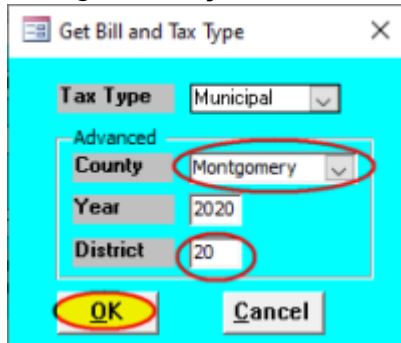 Get Bill and Tax Type
Tax Type Municipal
Advanced
County Montgomery
Year 2020
District 20
OK Cancel